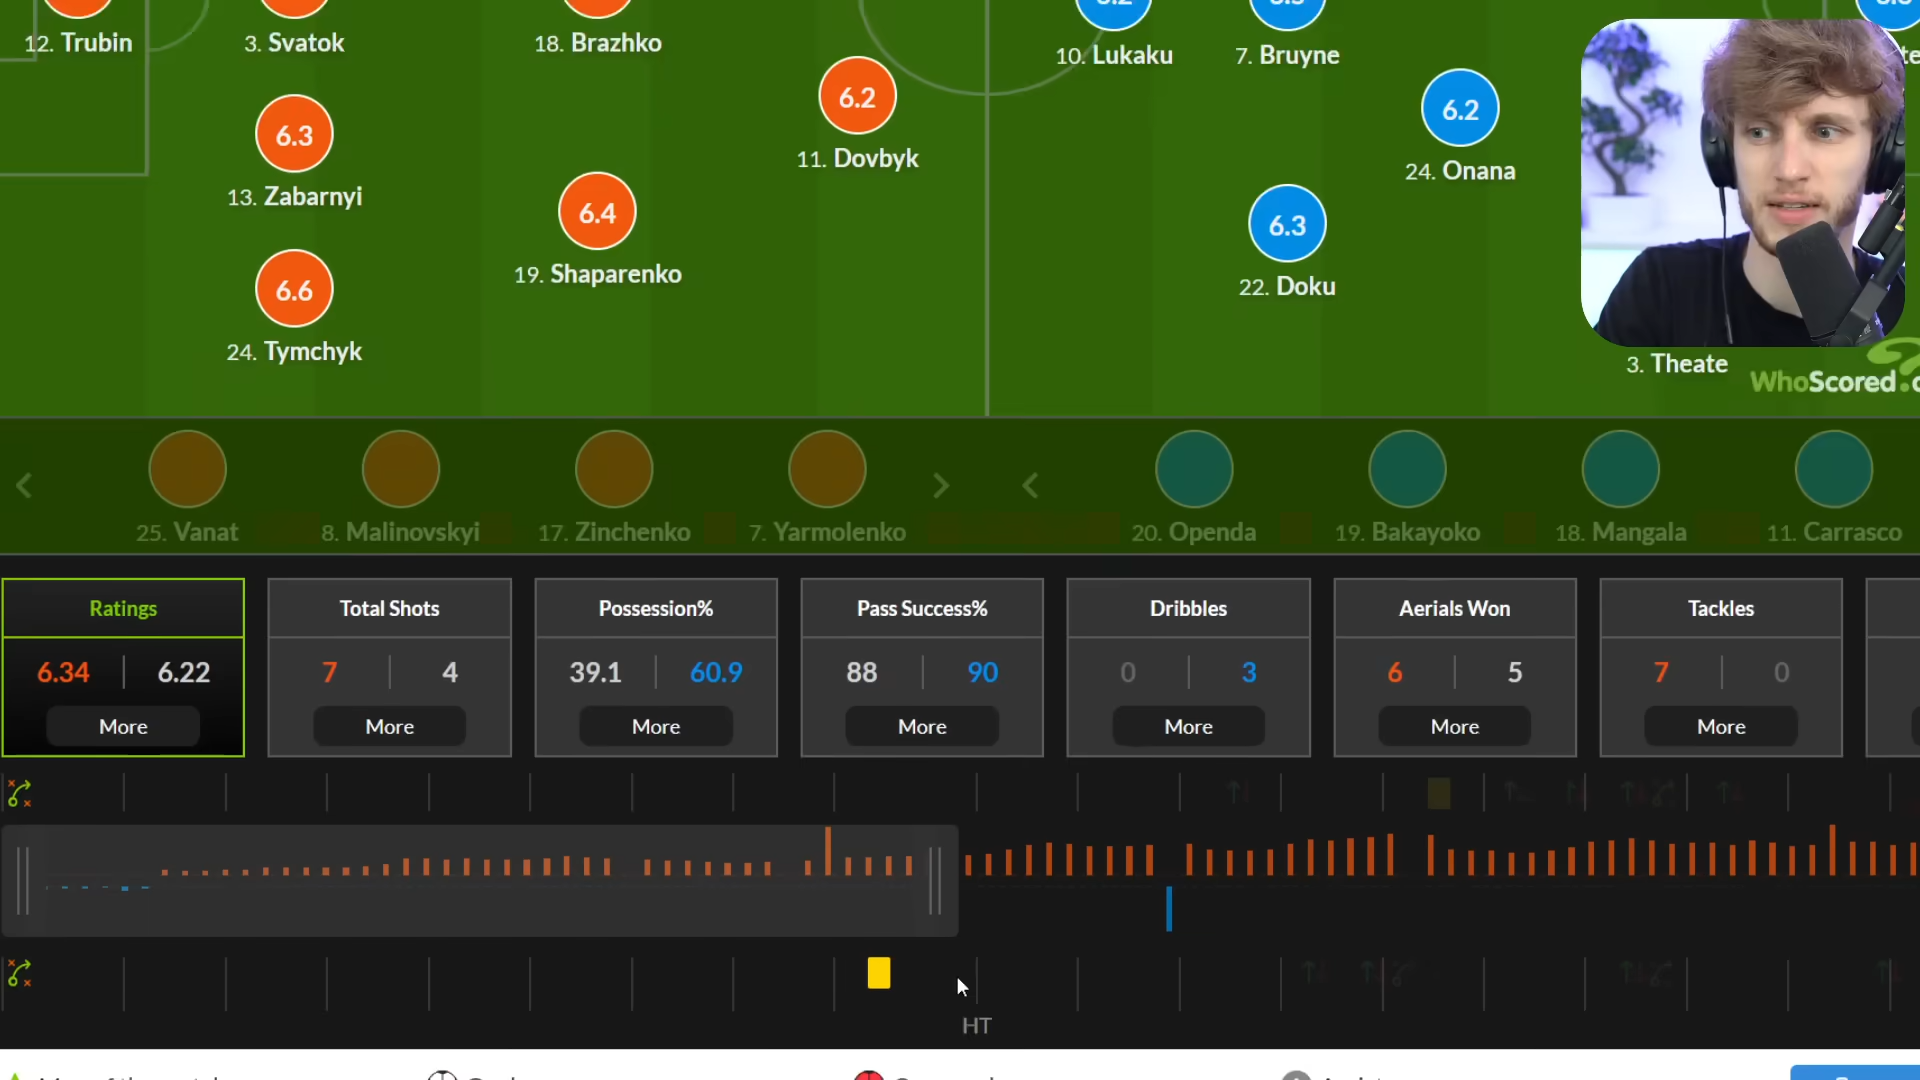 12. Trubin
3. Svatok
18. Brazhko
10. Lukaku
7. Bruyne
6.2
11. Dovbyk
6.2
24. Onana
6.3
13. Zabarnyi
6.4
19. Shaparenko
6.3
22. Doku
6.6
24. Tymchyk
3. Theate
WhoScored.c
25. Vanat
8. Malinovskyi
17. Zinchenko
7. Yarmolenko
20. Openda
19. Bakayoko
18. Mangala
11. Carrasco
Ratings
Total Shots
Possession%
Pass Success%
Dribbles
Aerials Won
Tackles
6.34 6.22
7 4
39.1 60.9
88 90
0 3
6 5
7 0
More
More
More
More
More
More
More
HT